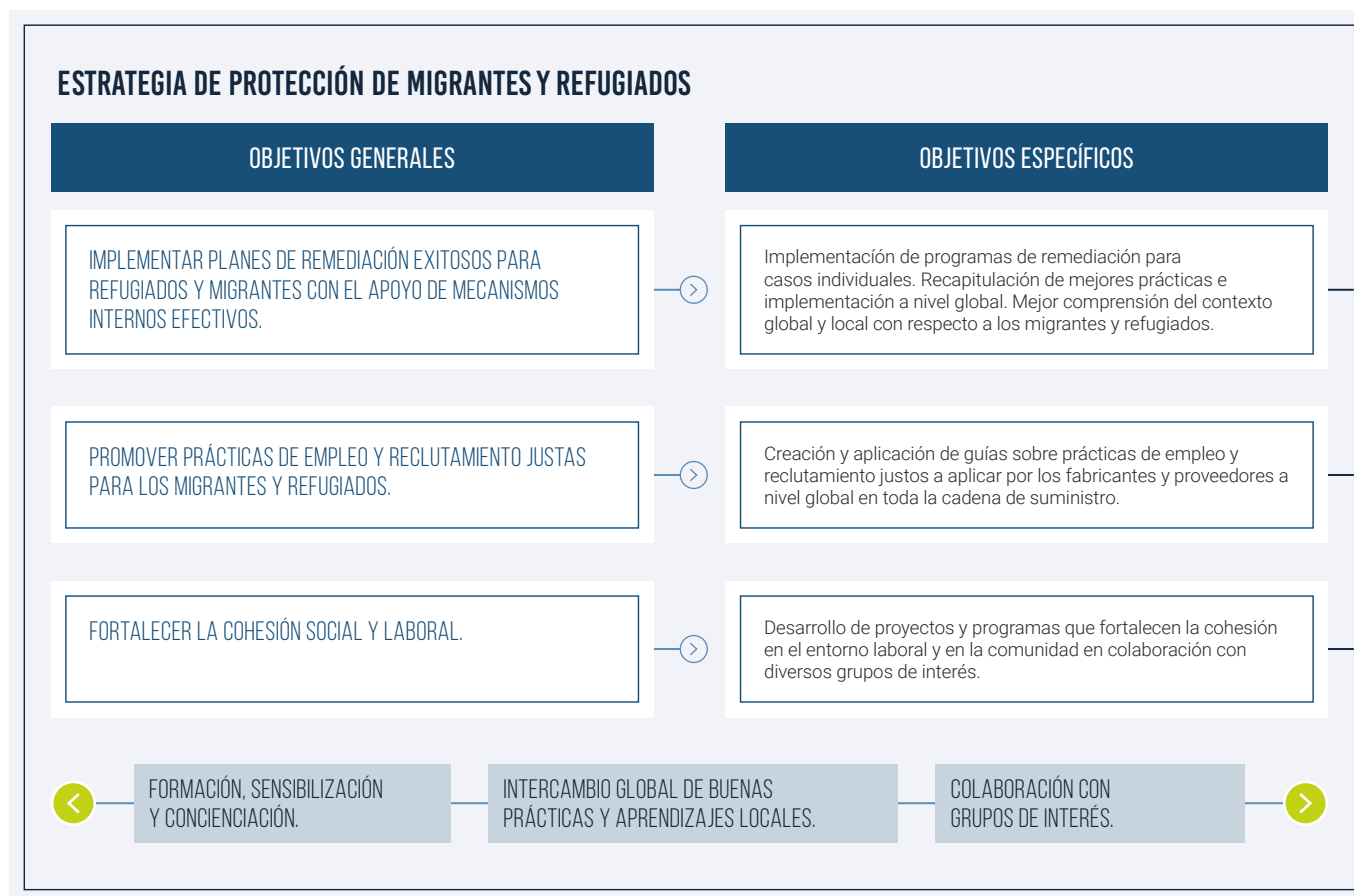 ESTRATEGIA DE PROTECCIÓN DE MIGRANTES Y REFUGIADOS
OBJETIVOS GENERALES
OBJETIVOS ESPECÍFICOS
IMPLEMENTAR PLANES DE REMEDIACIÓN EXITOSOS PARA
REFUGIADOS Y MIGRANTES CON EL APOYO DE MECANISMOS
INTERNOS EFECTIVOS.
Implementaciíón de programas de remediación para
casos individuales. Recapitulación de mejores prácticas e
implementación a nivel global. Mejor comprensión del contexto
global y local con respecto a los migrantes y refugiados.
PROMOVER PRÁCTICAS DE EMPLEO Y RECLUTAMIENTO JUSTAS
PARA LOS MIGRANTES Y REFUGIADOS.
Creación y aplicación de guías sobre prácticas de empleo y
reclutamiento justos a aplicar por los fabricantes y proveedores a
nivel global en toda la cadena de suministro.
FORTALECER LA COHESIÓN SOCIAL Y LABORAL.
Desarrollo de proyectos y programas que fortalecen la cohesión
en el entorno laboral y en la comunidad en colaboración con
diversos grupos de interés.
FORMACIÓN, SENSIBILIZACIÓN
Y CONCIENCIACIÓN.
INTERCAMBIO GLOBAL DE BUENAS
PRÁCTICAS Y APRENDIZAJES LOCALES.
COLABORACIÓN CON
GRUPOS DE INTERÉS.